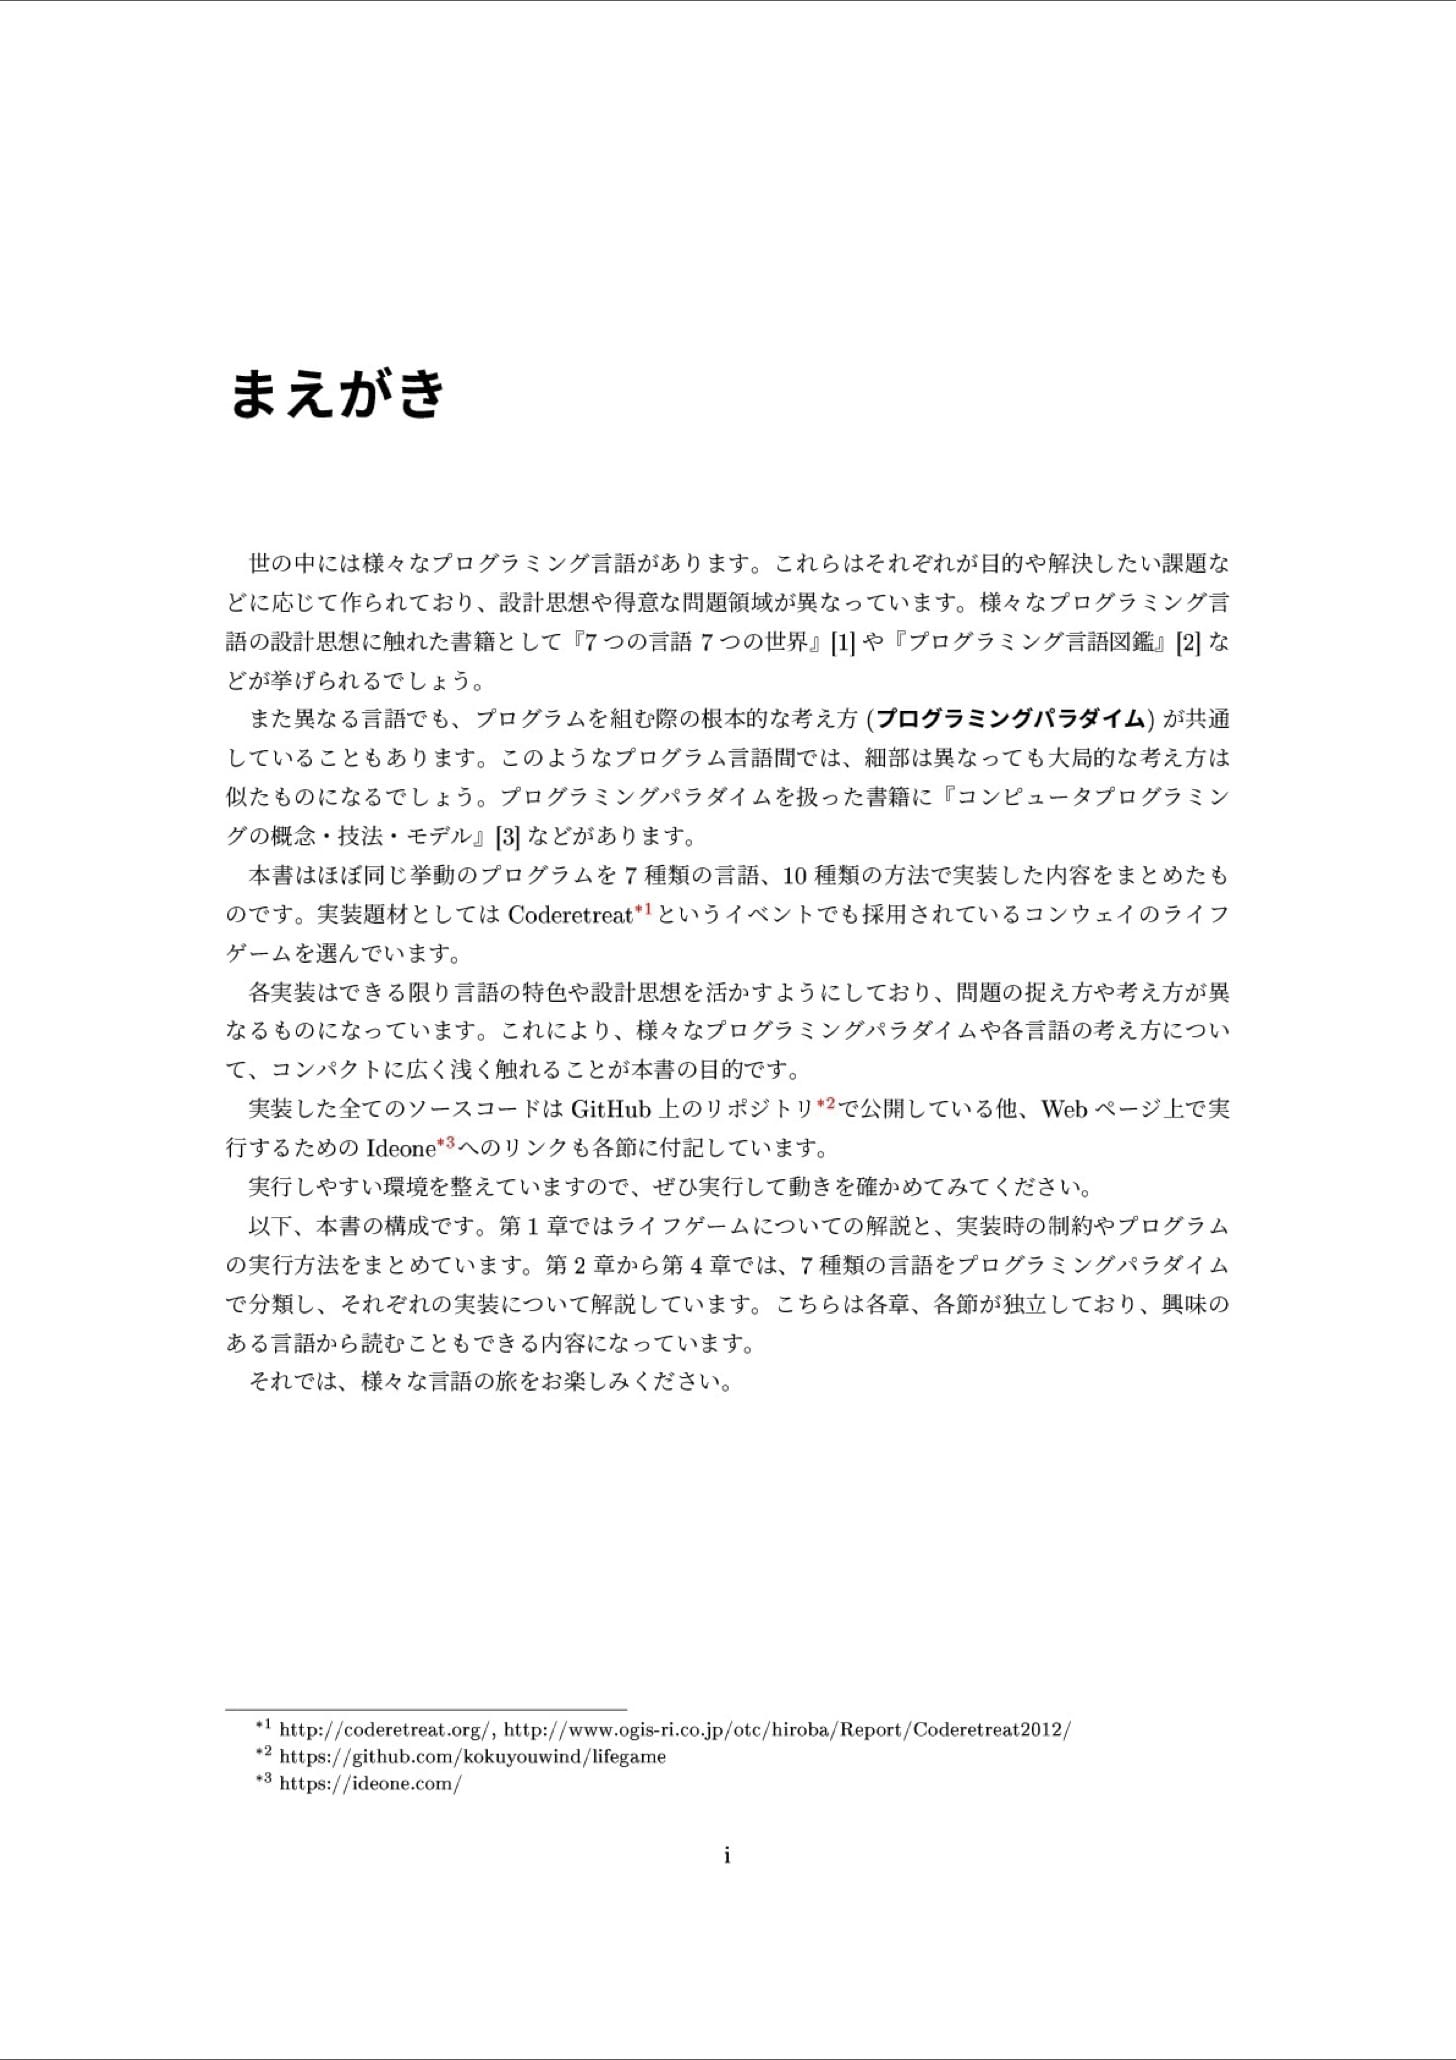 まえがき
世の中には様々なプログラミング言語があります。これらはそれぞれが目的や解決したい課題な
どに応じて作られており、設計思想や得意な問題領域が異なっています。様々なプログラミング言
語の設計思想に触れた書籍として『7 つの言語 7 つの世界』[1] や『プログラミング言語図鑑』[2] な
どが挙げられるでしょう。
また異なる言語でも、プログラムを組む際の根本的な考え方 (プログラミングパラダイム) が共通
していることもあります。このようなプログラム言語間では、細部は異なっても大局的な考え方は
似たものになるでしょう。プログラミングパラダイムを扱った書籍に『コンピュータプログラミン
グの概念・技法・モデル』[3] などがあります。
本書はほぼ同じ挙動のプログラムを 7 種類の言語、10 種類の方法で実装した内容をまとめたも
のです。実装題材としては Coderetreat*1というイベントでも採用されているコンウェイのライフ
ゲームを選んでいます。
各実装はできる限り言語の特色や設計思想を活かすようにしており、問題の捉え方や考え方が異
なるものになっています。これにより、様々なプログラミングパラダイムや各言語の考え方につい
て、コンパクトに広く浅く触れることが本書の目的です。
実装した全てのソースコードは GitHub 上のリポジトリ*2で公開している他、Web ページ上で実
行するための Ideone*3へのリンクも各節に付記しています。
実行しやすい環境を整えていますので、ぜひ実行して動きを確かめてみてください。
以下、本書の構成です。第 1 章ではライフゲームについての解説と、実装時の制約やプログラム
の実行方法をまとめています。第 2 章から第 4 章では、7 種類の言語をプログラミングパラダイム
で分類し、それぞれの実装について解説しています。こちらは各章、各節が独立しており、興味の
ある言語から読むこともできる内容になっています。
それでは、様々な言語の旅をお楽しみください。
*1 http://coderetreat.org/, http://www.ogis-ri.co.jp/otc/hiroba/Report/Coderetreat2012/
*2 https://github.com/kokuyouwind/lifegame
*3 https://ideone.com/
i